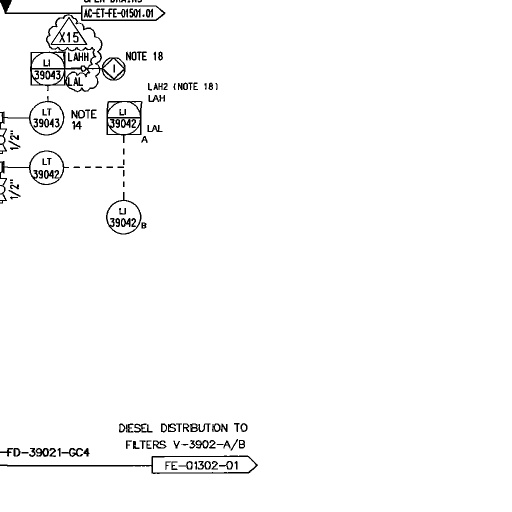 OPEN DRAINS
AC-ET-FE-01501.01
X15
LI
39043
LAHH
LAL
I
NOTE 18
LT
39043
NOTE
14
1/2"
LAH2 (NOTE 18)
LAH
LI
39042
LAL
A
LT
39042
1/2"
LI
39042
B
DIESEL DISTRIBUTION TO
FILTERS V-3902-A/B
-FD-39021-GC4
FE-01302-01